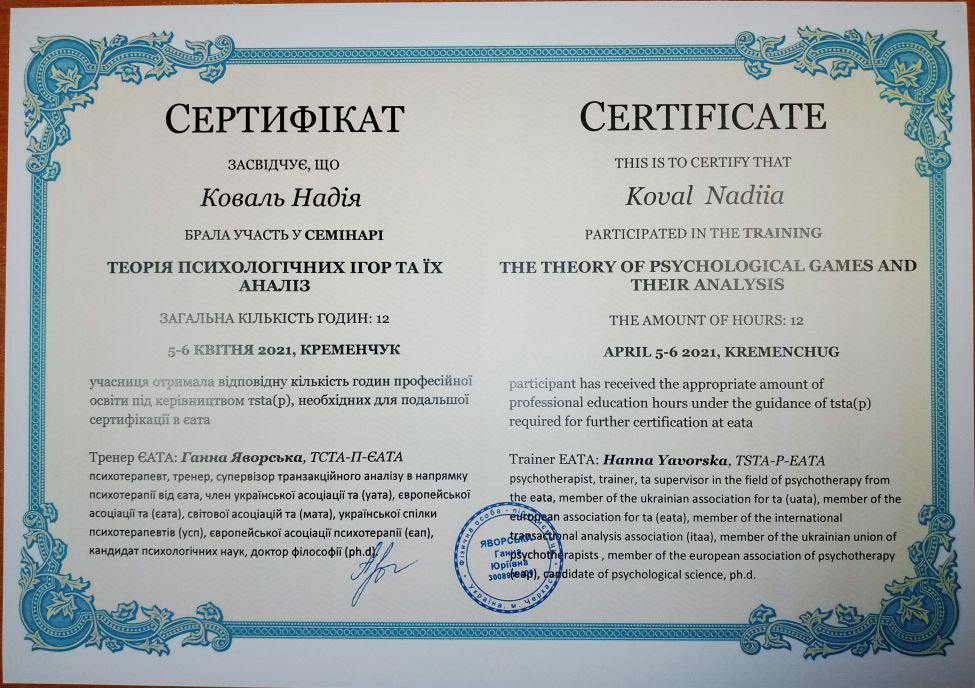 СЕРТИФІКАТ
ЗАСВІДЧУЄ, ЩО
Коваль Надія
БРАЛА УЧАСТЬ У СЕМІНАРІ
ТЕОРІЯ ПСИХОЛОГІЧНИХ ІГОР ТА ЇХ
АНАЛІЗ
ЗАГАЛЬНА КІЛЬКІСТЬ ГОДИН: 12
5-6 КВІТНЯ 2021, КРЕМЕНЧУК
учасниця отримала відповідну кількість годин професійної
освіти під керівництвом tsta(p), необхідних для подальшої
сертифікації в єата
Тренер ЄАТА: Ганна Яворська, ТСТА-П-ЄАТА
психотерапевт, тренер, супервізор транзакційного аналізу в напрямку
психотерапії від єата, член української асоціації та (уата), європейської
асоціації та (єата), світової асоціацій та (мата), української спілки
психотерапевтів (усп), європейської асоціації психотерапії (єап),
кандидат психологічних наук, доктор філософії (ph.d)
CERTIFICATE
THIS IS TO CERTIFY THAT
Koval Nadiia
PARTICIPATED IN THE TRAINING
THE THEORY OF PSYCHOLOGICAL GAMES AND
THEIR ANALYSIS
THE AMOUNT OF HOURS: 12
APRIL 5-6 2021, KREMENCHUG
participant has received the appropriate amount of
professional education hours under the guidance of tsta(p)
required for further certification at eata
Trainer EATA: Hanna Yavorska, TSTA-P-EATA
psychotherapist, trainer, ta supervisor in the field of psychotherapy from
the eata, member of the ukrainian association for ta (uata), member of the
european association for ta (eata), member of the international
transactional analysis association (itaa), member of the ukrainian union of
psychotherapists , member of the european association of psychotherapy
(eap), candidate of psychological science, ph.d.
Фізична особа - підприємець
ЯВОРСЬКА
Ганна
Юріївна
Україна, м. Черкаси